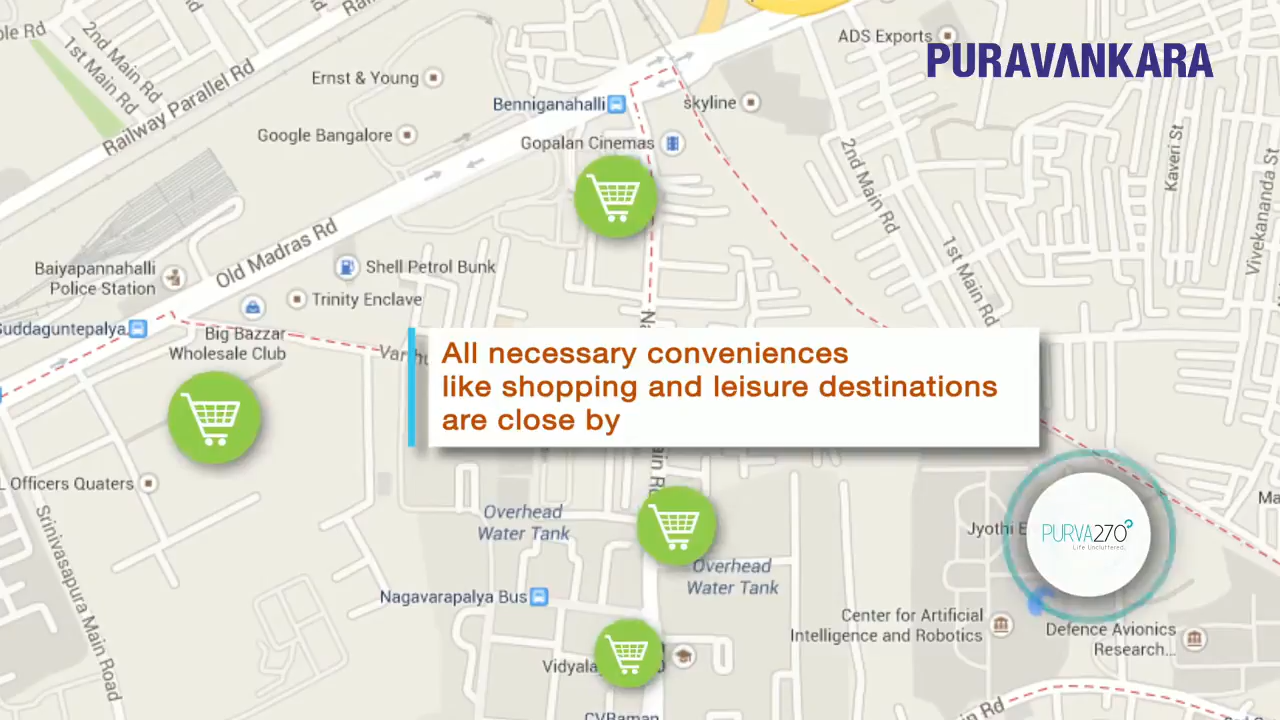 ADS Exports
PURAVANKARA
2nd Main Rd
1st Main Rd
Railway Parallel Rd
Ernst & Young
Benniganahalli
skyline
Google Bangalore
Gopalan Cinemas
2nd Main Rd
Kaveri St
Vivekananda St
1st Main Rd
Old Madras Rd
Baiyapannahalli
Police Station
Shell Petrol Bunk
Trinity Enclave
Suddaguntepalya
Big Bazzar
Wholesale Club
All necessary conveniences
like shopping and leisure destinations
are close by
Officers Quaters
Srinivasapura Main Road
Overhead
Water Tank
Overhead
Water Tank
Jyothi
PURVA270°
Life Uncluttered.
Nagavarapalya Bus
Center for Artificial
Intelligence and Robotics
Defence Avionics
Research...
CVRaman
Rd